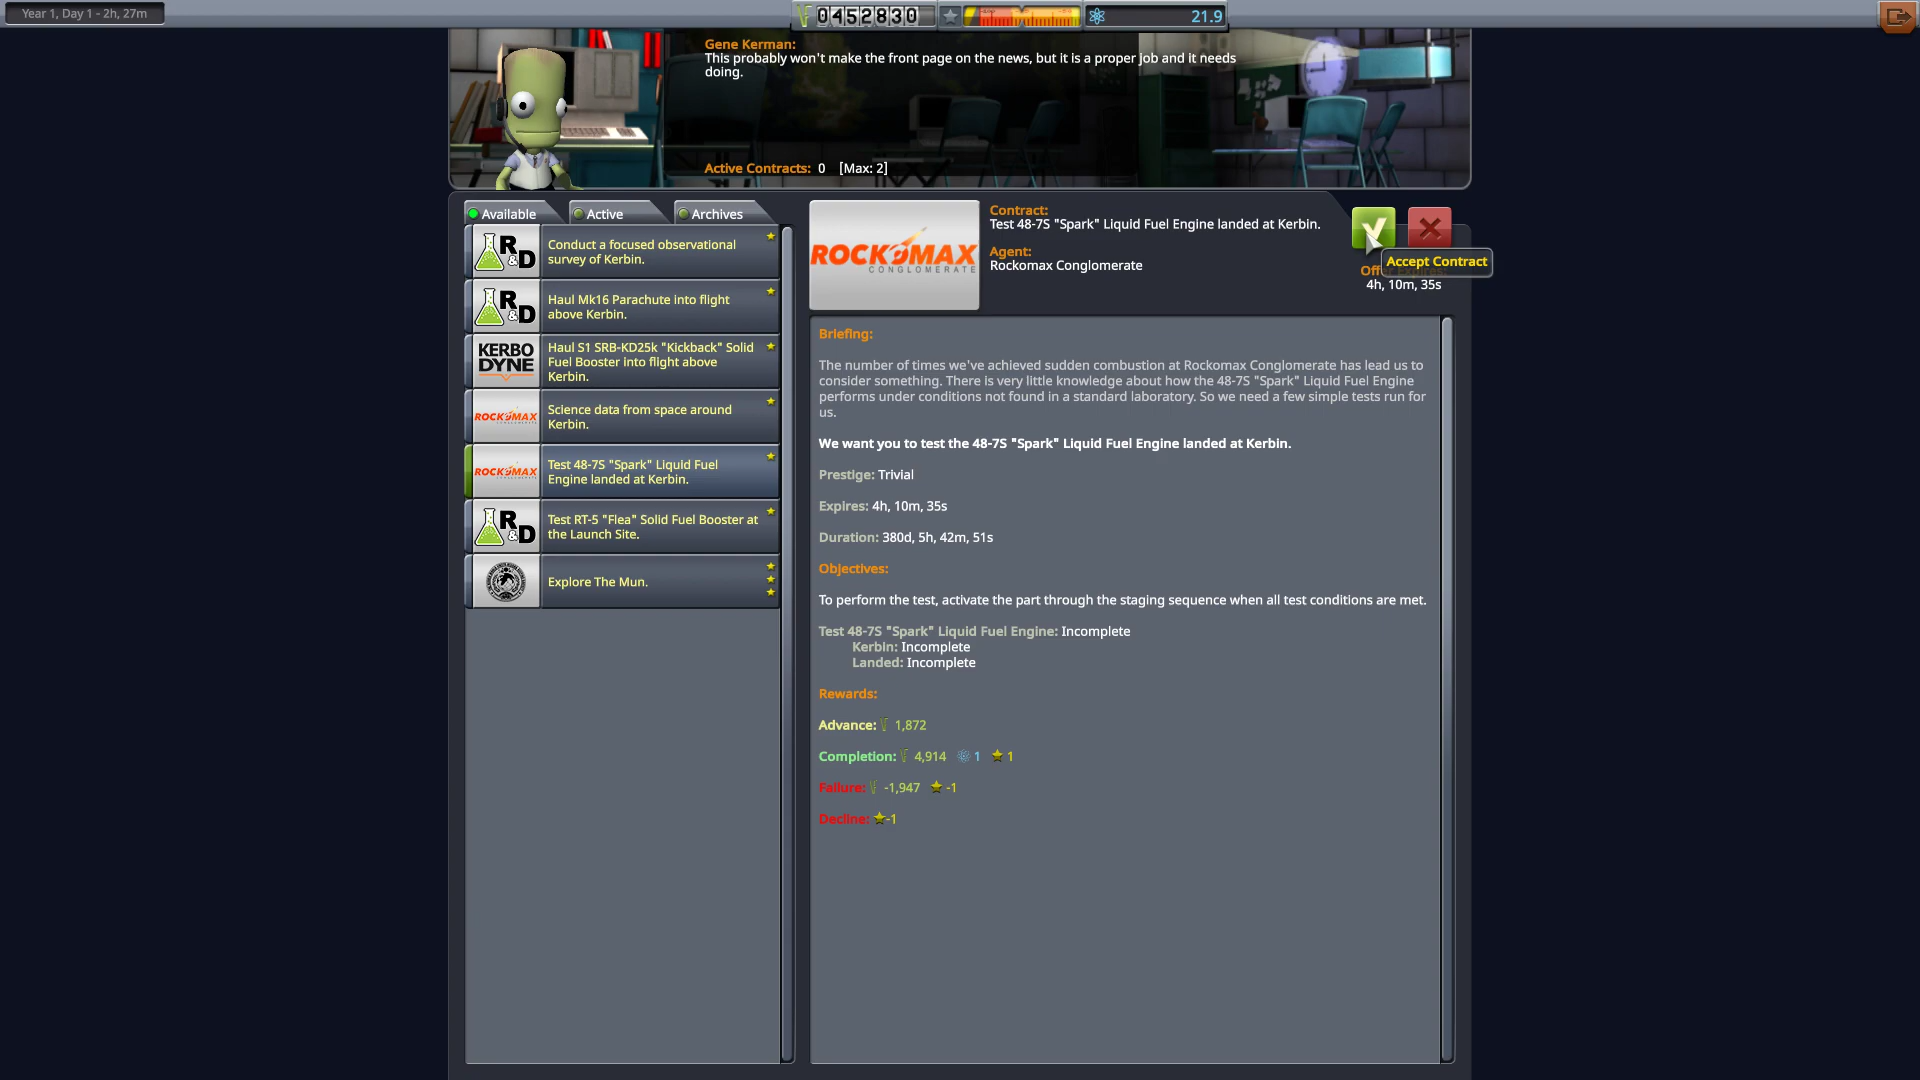 Year 1, Day 1 - 2h, 27m
0452830
21.9
Gene Kerman:
This probably won't make the front page on the news, but it is a proper job and it needs
doing.
Active Contracts: 0 [Max: 2]
Available
Active
Archives
R&D
Conduct a focused observational
survey of Kerbin.
R&D
Haul Mk16 Parachute into flight
above Kerbin.
KERBO
DYNE
Haul S1 SRB-KD25k "Kickback" Solid
Fuel Booster into flight above
Kerbin.
ROCKOMAX
Science data from space around
Kerbin.
ROCKOMAX
Test 48-7S "Spark" Liquid Fuel
Engine landed at Kerbin.
R&D
Test RT-5 "Flea" Solid Fuel Booster at
the Launch Site.
Explore The Mun.
ROCKOMAX
CONGLOMERATE
Contract:
Test 48-7S "Spark" Liquid Fuel Engine landed at Kerbin.
Agent:
Rockomax Conglomerate
Accept Contract
4h, 10m, 35s
Briefing:
The number of times we've achieved sudden combustion at Rockomax Conglomerate has lead us to
consider something. There is very little knowledge about how the 48-7S "Spark" Liquid Fuel Engine
performs under conditions not found in a standard laboratory. So we need a few simple tests run for
us.
We want you to test the 48-7S "Spark" Liquid Fuel Engine landed at Kerbin.
Prestige: Trivial
Expires: 4h, 10m, 35s
Duration: 380d, 5h, 42m, 51s
Objectives:
To perform the test, activate the part through the staging sequence when all test conditions are met.
Test 48-7S "Spark" Liquid Fuel Engine: Incomplete
Kerbin: Incomplete
Landed: Incomplete
Rewards:
Advance: 1,872
Completion: 4,914 1 1
Failure: -1,947 -1
Decline: -1